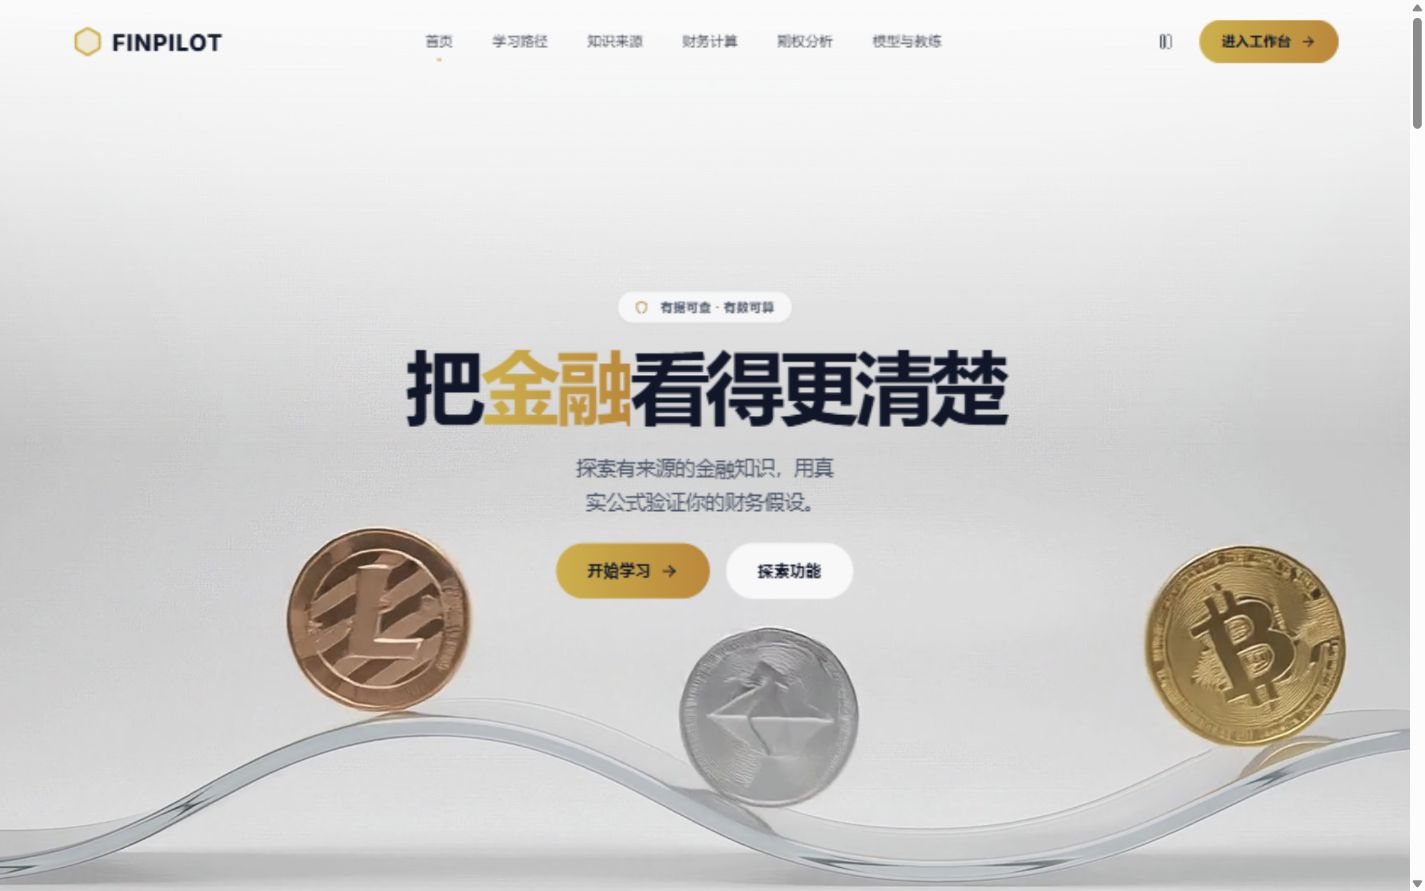 FINPILOT
首页
学习路径
知识来源
财务计算
期权分析
模型与教练
进入工作台 →
有据可查 · 有数可算
把金融看得更清楚
探索有来源的金融知识，用真
实公式验证你的财务假设。
开始学习 →
探索功能